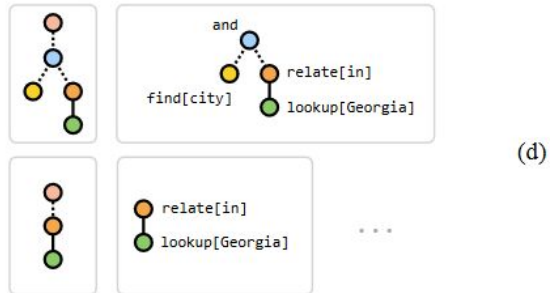 and
relate[in]
find[city]
lookup[Georgia]
(d)
relate[in]
lookup[Georgia]
...